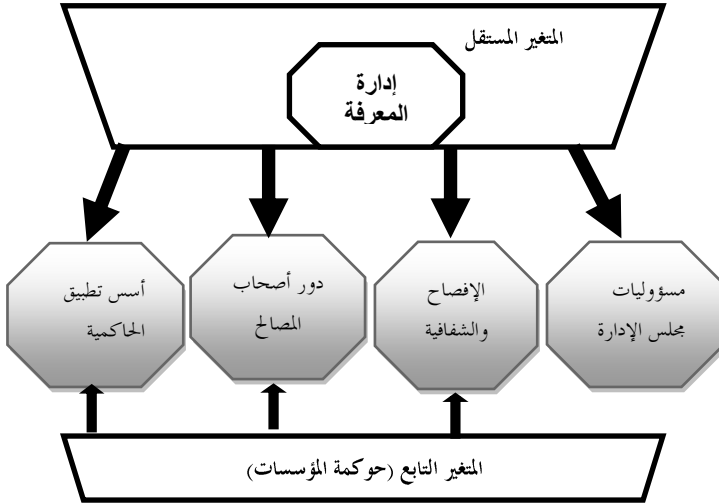 المتغير المستقل
إدارة
المعرفة
مسؤوليات
مجلس الإدارة
الإفصاح
والشفافية
دور أصحاب
المصالح
أسس تطبيق
الحاكمية
المتغير التابع (حوكمة المؤسسات)